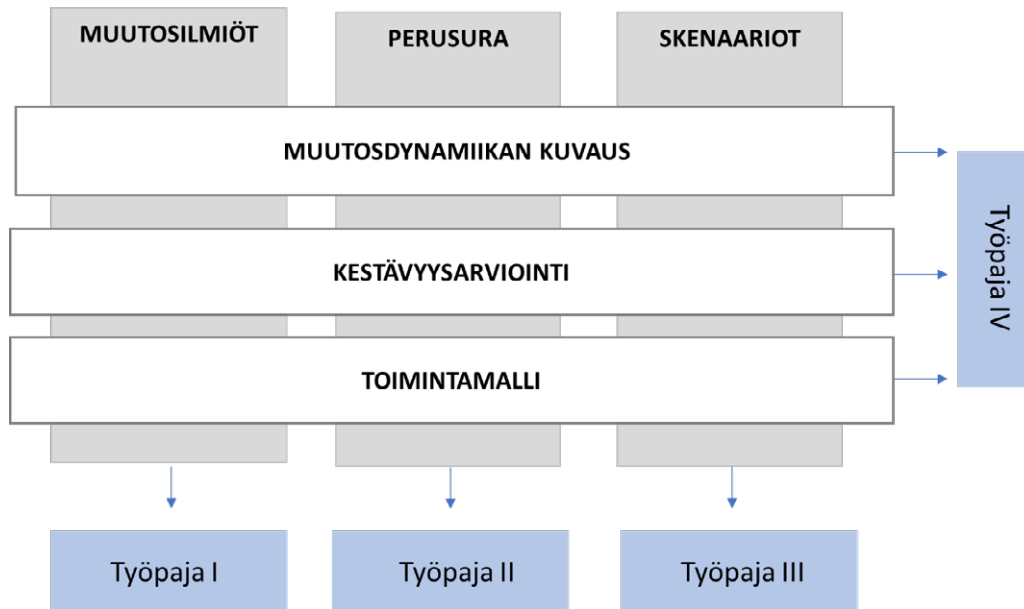 MUUTOSILMIÖT
PERUSURA
SKENAARIOT
MUUTOSDYNAMIIKAN KUVAUS
KESTÄVYYSARVIOINTI
TOIMINTAMALLI
Työpaja IV
Työpaja I
Työpaja II
Työpaja III